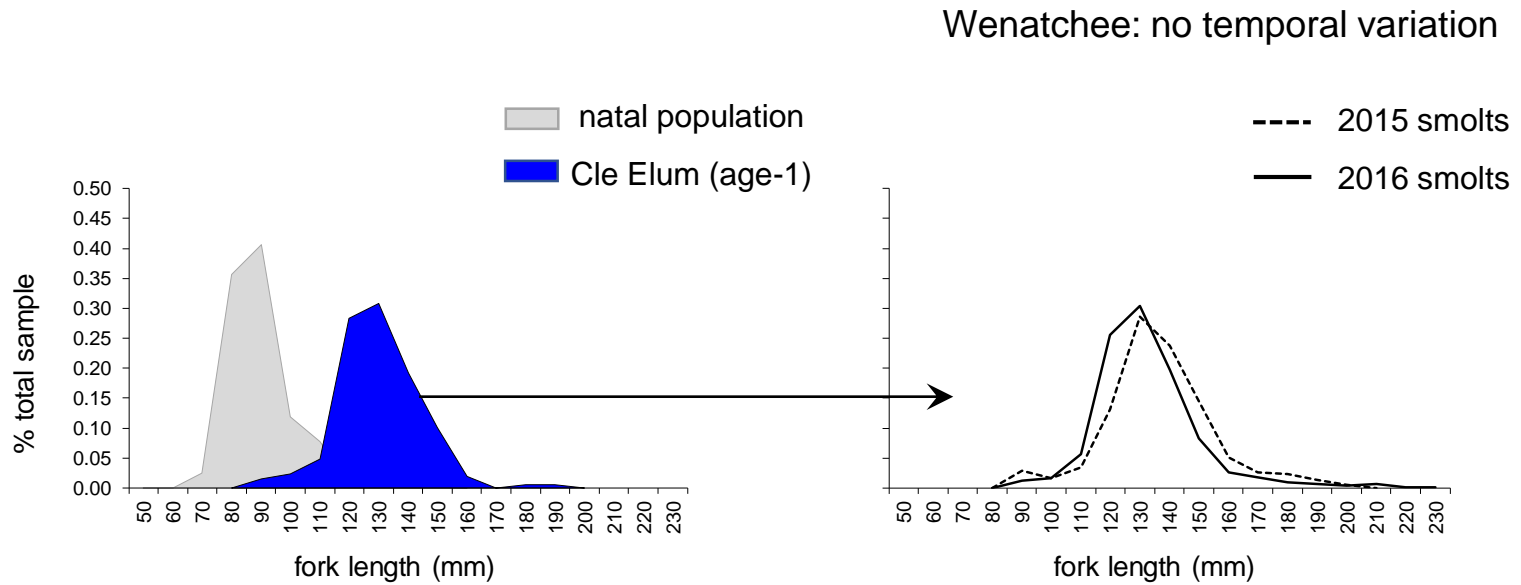 Wenatchee: no temporal variation
natal population
Cle Elum (age-1)
2015 smolts
2016 smolts
% total sample
0.50
0.45
0.40
0.35
0.30
0.25
0.20
0.15
0.10
0.05
0.00
50 60 70 80 90 100 110 120 130 140 150 160 170 180 190 200 210 220 230
fork length (mm)
50 60 70 80 90 100 110 120 130 140 150 160 170 180 190 200 210 220 230
fork length (mm)